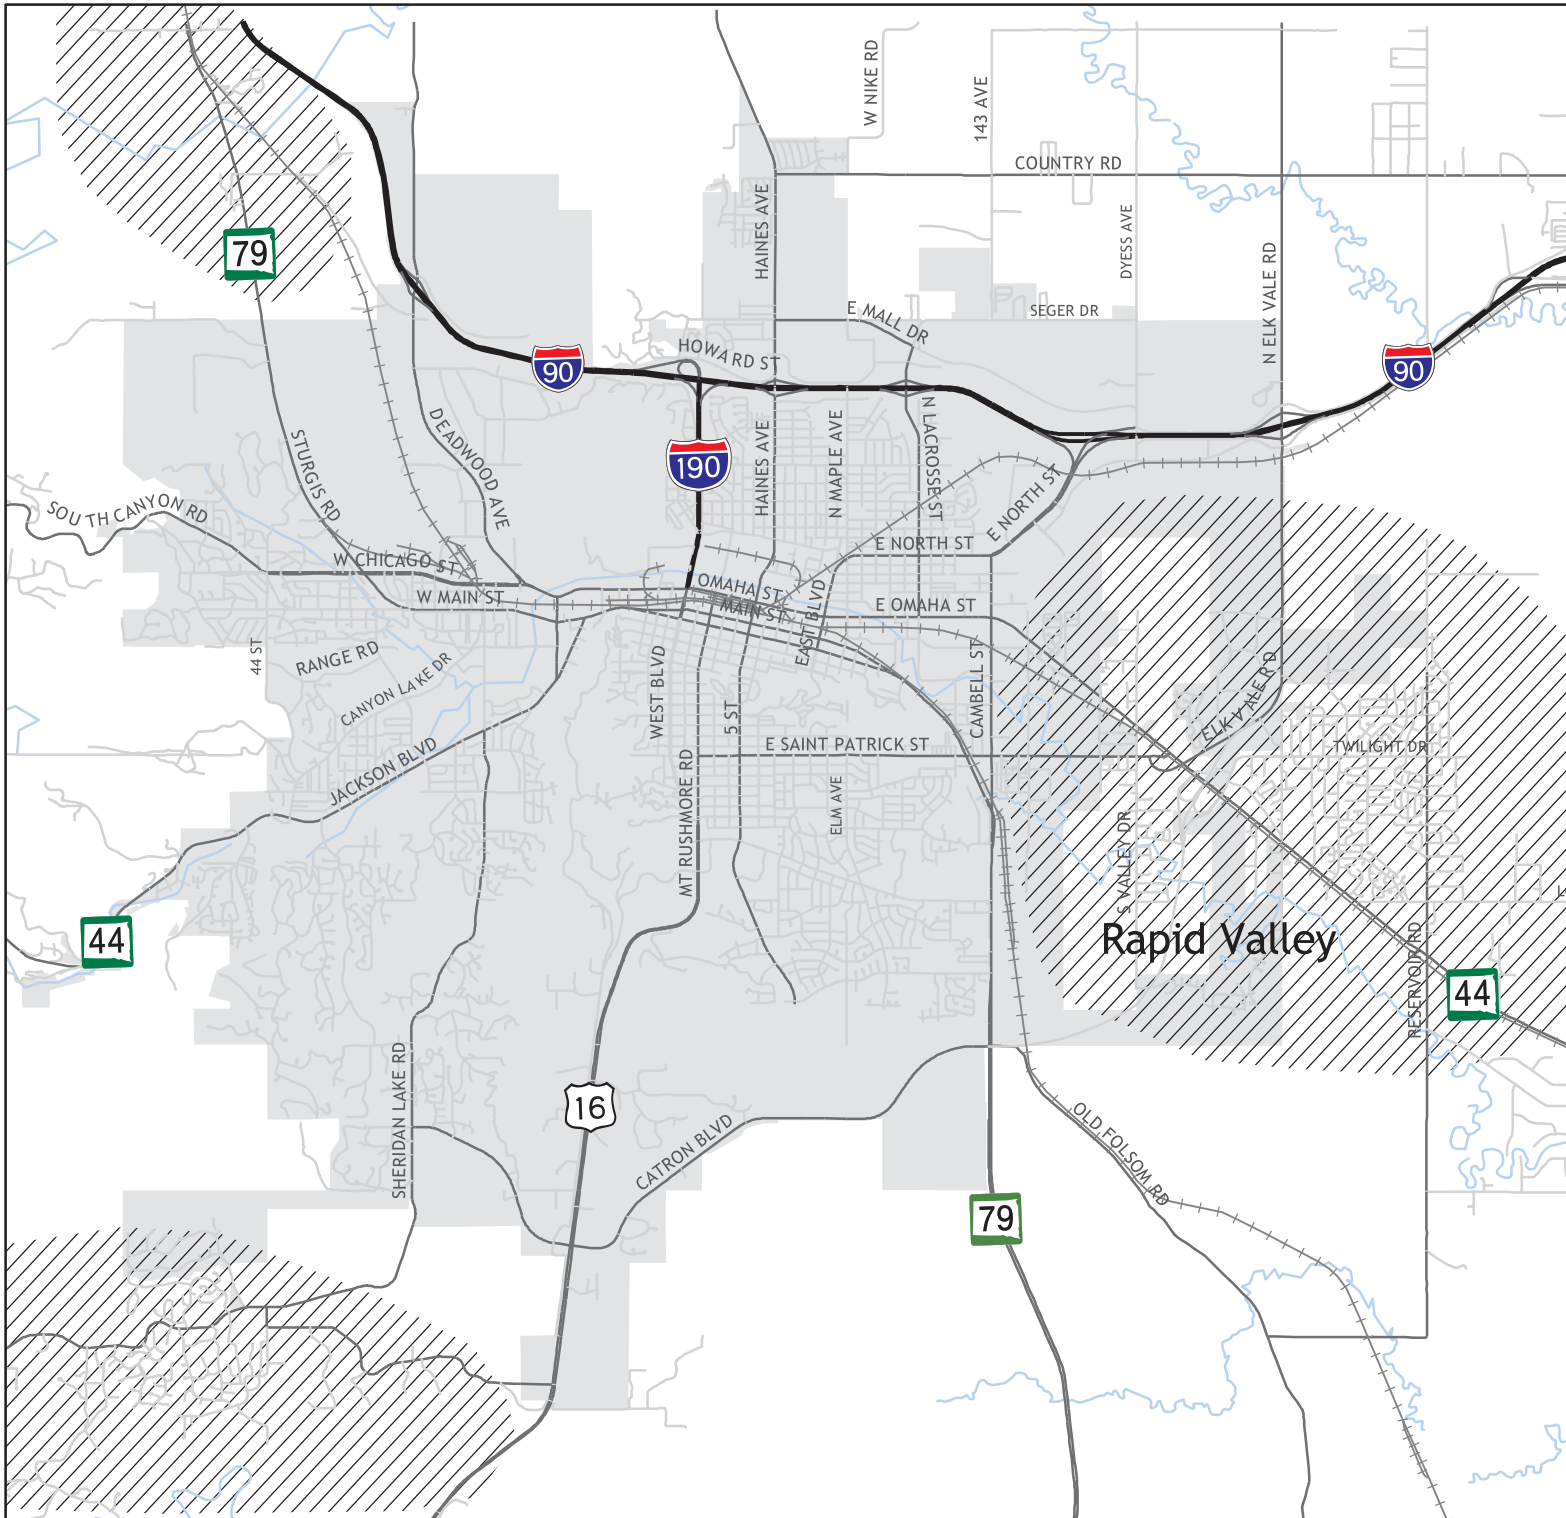 W NIKE RD
143 AVE
COUNTRY RD
HAINES AVE
DYESS AVE
N ELK VALE RD
79
E MALL DR
SEGER DR
HOWARD ST
90
90
DEADWOOD AVE
N LACROSSE ST
HAINES AVE
N MAPLE AVE
STURGIS RD
190
E NORTH ST
SOUTH CANYON RD
E NORTH ST
W CHICAGO ST
OMAHA ST
W MAIN ST
MAIN ST
EAST BLVD
E OMAHA ST
44 ST
RANGE RD
CANYON LAKE DR
WEST BLVD
CAMBELL ST
ELK VALE RD
5 ST
JACKSON BLVD
E SAINT PATRICK ST
TWILIGHT DR
MT RUSHMORE RD
ELM AVE
S VALLEY DR
44
Rapid Valley
RESERVOIR RD
44
SHERIDAN LAKE RD
16
CATRON BLVD
OLD FOLSOM RD
79